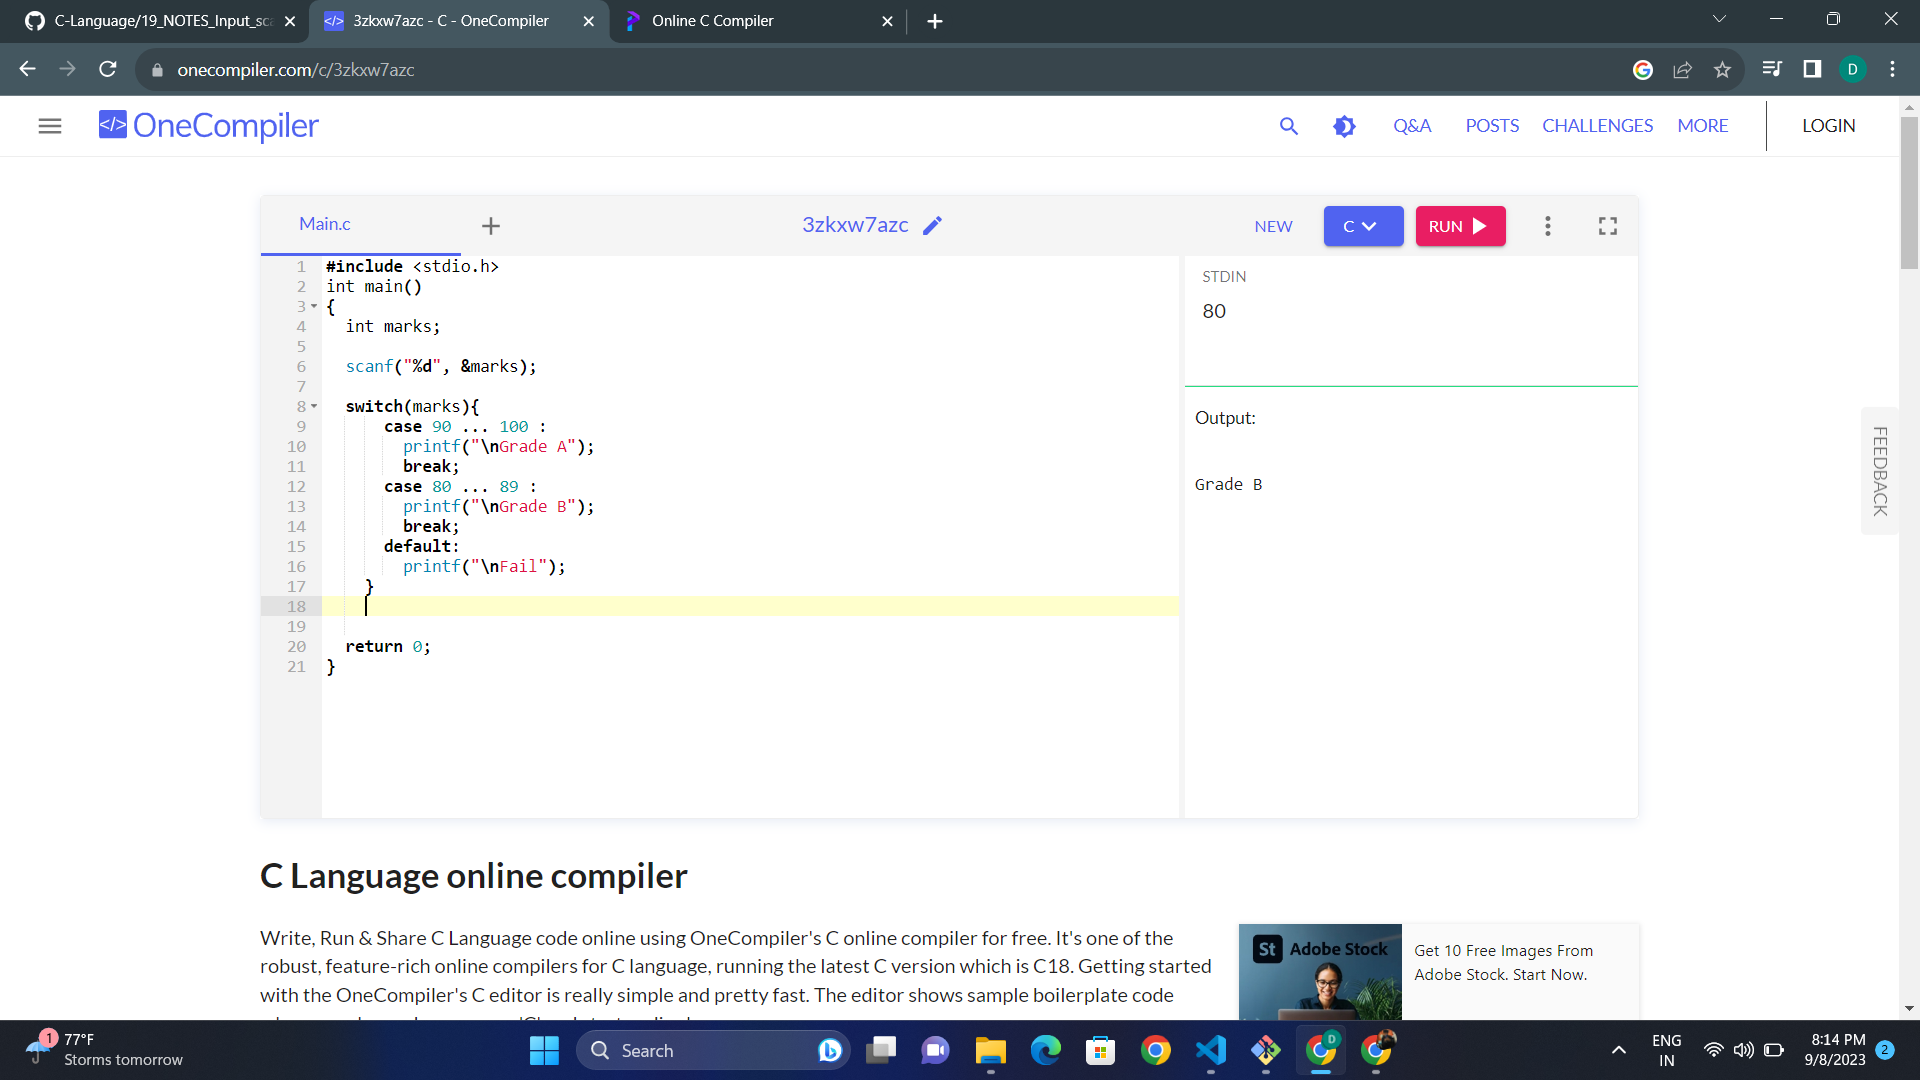 C-Language/19_NOTES_Input_sca
3zkxw7azc - C - OneCompiler
Online C Compiler
onecompiler.com/c/3zkxw7azc
D
</> OneCompiler
Q&A
POSTS
CHALLENGES
MORE
LOGIN
Main.c
3zkxw7azc
NEW
C
RUN
1 #include <stdio.h>
2 int main()
3 {
4 int marks;
5
6 scanf("%d", &marks);
7
8 switch(marks){
9 case 90 ... 100 :
10 printf("\nGrade A");
11 break;
12 case 80 ... 89 :
13 printf("\nGrade B");
14 break;
15 default:
16 printf("\nFail");
17 }
18
19
20 return 0;
21 }
STDIN
80
Output:
Grade B
FEEDBACK
C Language online compiler
Write, Run & Share C Language code online using OneCompiler's C online compiler for free. It's one of the
robust, feature-rich online compilers for C language, running the latest C version which is C18. Getting started
with the OneCompiler's C editor is really simple and pretty fast. The editor shows sample boilerplate code
St Adobe Stock
Get 10 Free Images From
Adobe Stock. Start Now.
1
77°F
Storms tomorrow
Search
D
ENG
IN
8:14 PM
9/8/2023
2